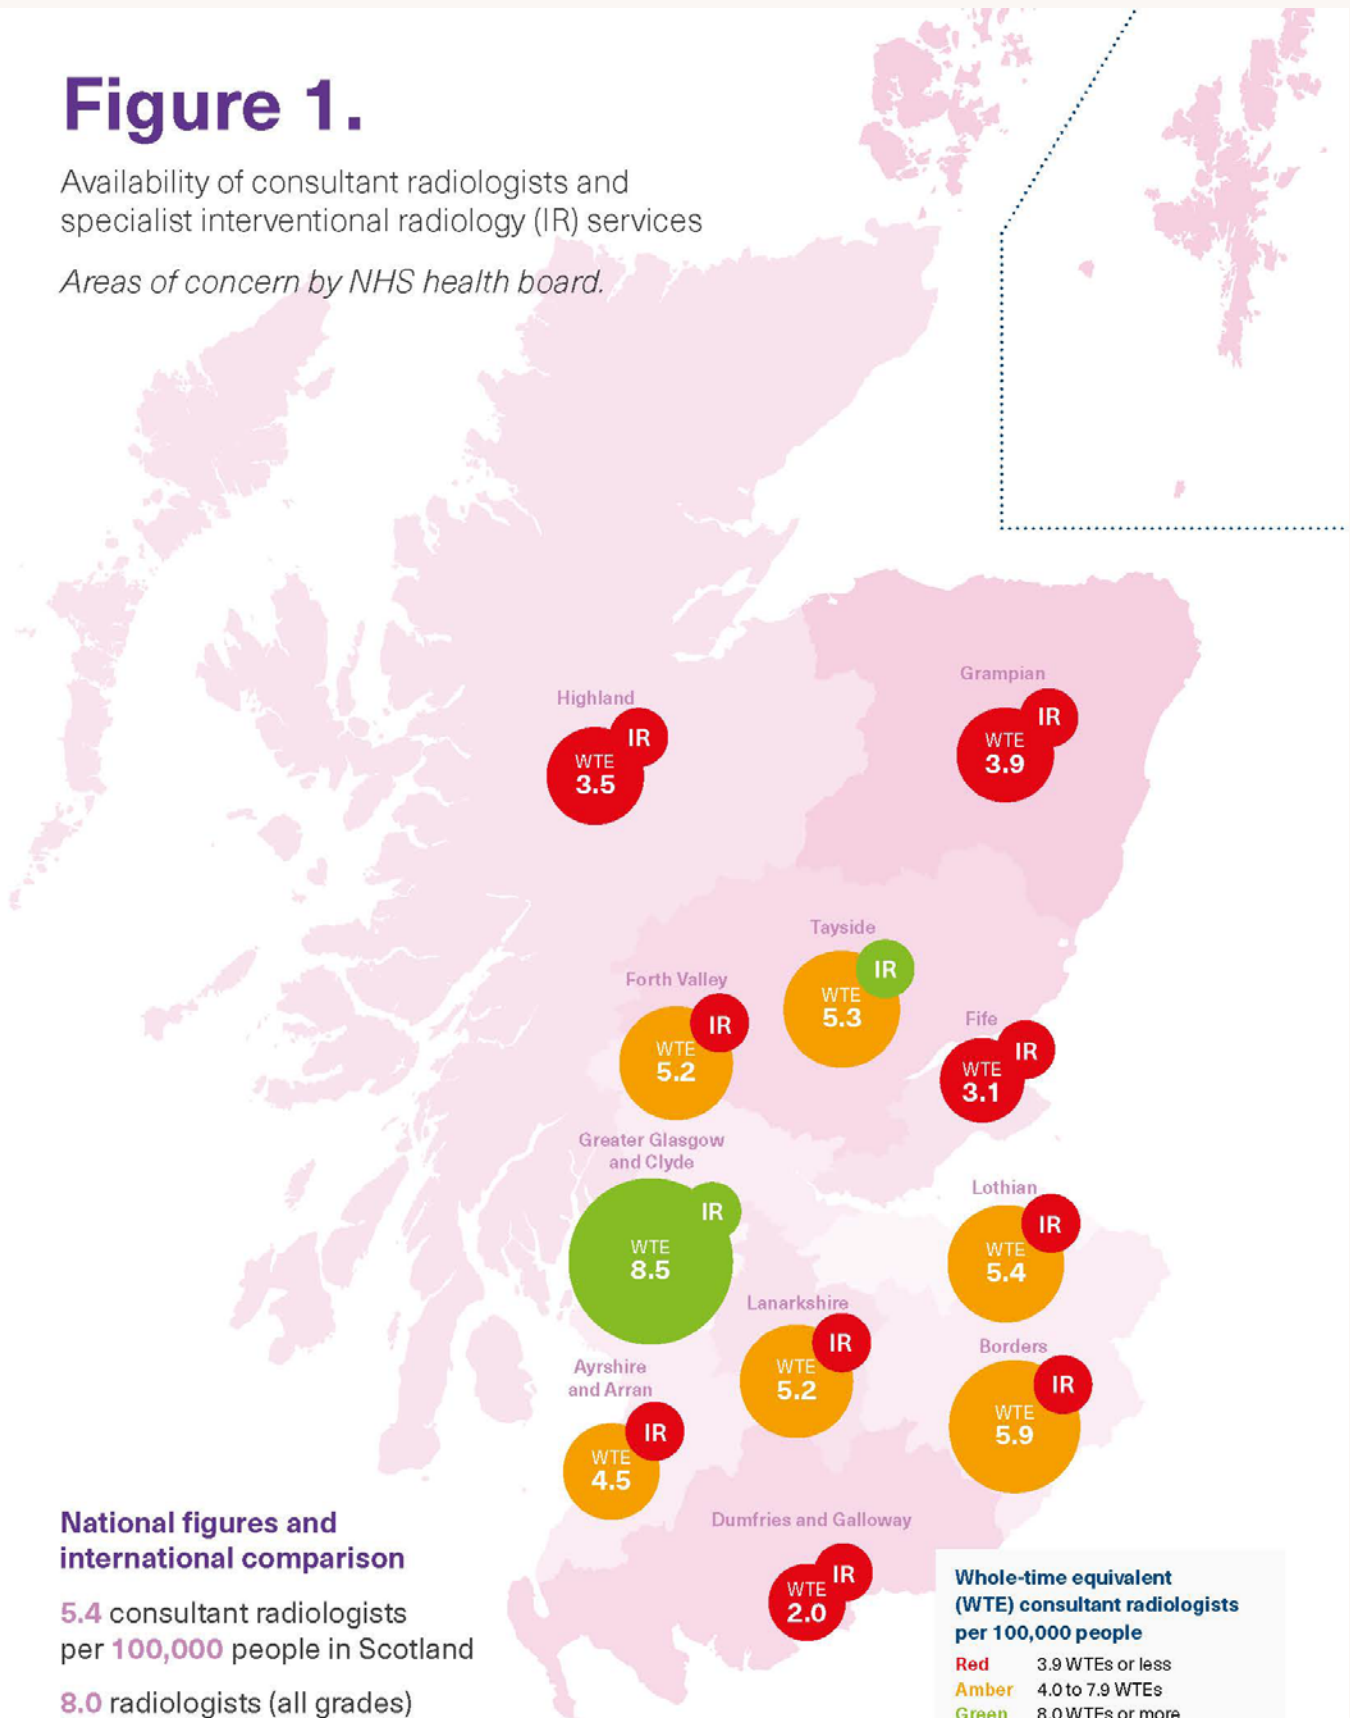 Figure 1.
Availability of consultant radiologists and
specialist interventional radiology (IR) services
Areas of concern by NHS health board.
Grampian
IR
WTE
3.9
Highland
IR
WTE
3.5
Tayside
IR
WTE
5.3
Forth Valley
IR
WTE
5.2
Fife
IR
WTE
3.1
Greater Glasgow
and Clyde
IR
WTE
8.5
Lothian
IR
WTE
5.4
Lanarkshire
IR
WTE
5.2
Borders
IR
WTE
5.9
Ayrshire
and Arran
IR
WTE
4.5
Dumfries and Galloway
IR
WTE
2.0
National figures and
international comparison
5.4 consultant radiologists
per 100,000 people in Scotland
8.0 radiologists (all grades)
Whole-time equivalent
(WTE) consultant radiologists
per 100,000 people
Red 3.9 WTEs or less
Amber 4.0 to 7.9 WTEs
Green 8.0 WTEs or more